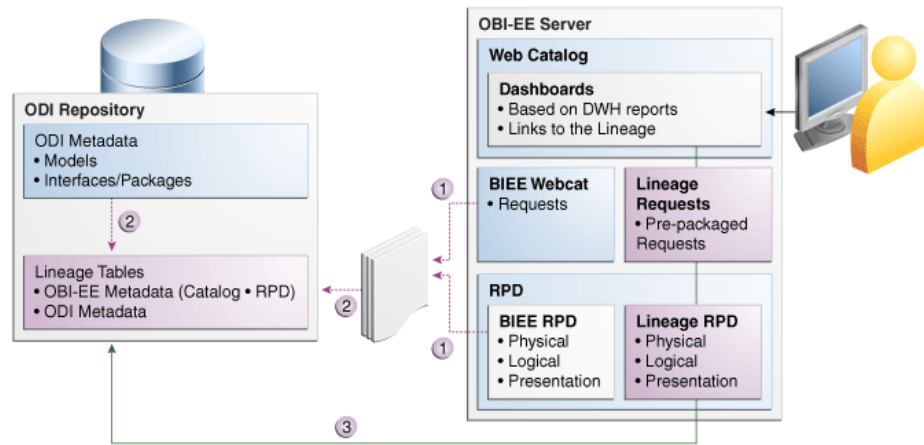 OBI-EE Server
Web Catalog
Dashboards
• Based on DWH reports
• Links to the Lineage
ODI Repository
ODI Metadata
• Models
• Interfaces/Packages
2
Lineage Tables
• OBI-EE Metadata (Catalog • RPD)
• ODI Metadata
1
2
1
BIEE Webcat
• Requests
Lineage
Requests
• Pre-packaged
Requests
RPD
BIEE RPD
• Physical
• Logical
• Presentation
Lineage RPD
• Physical
• Logical
• Presentation
3